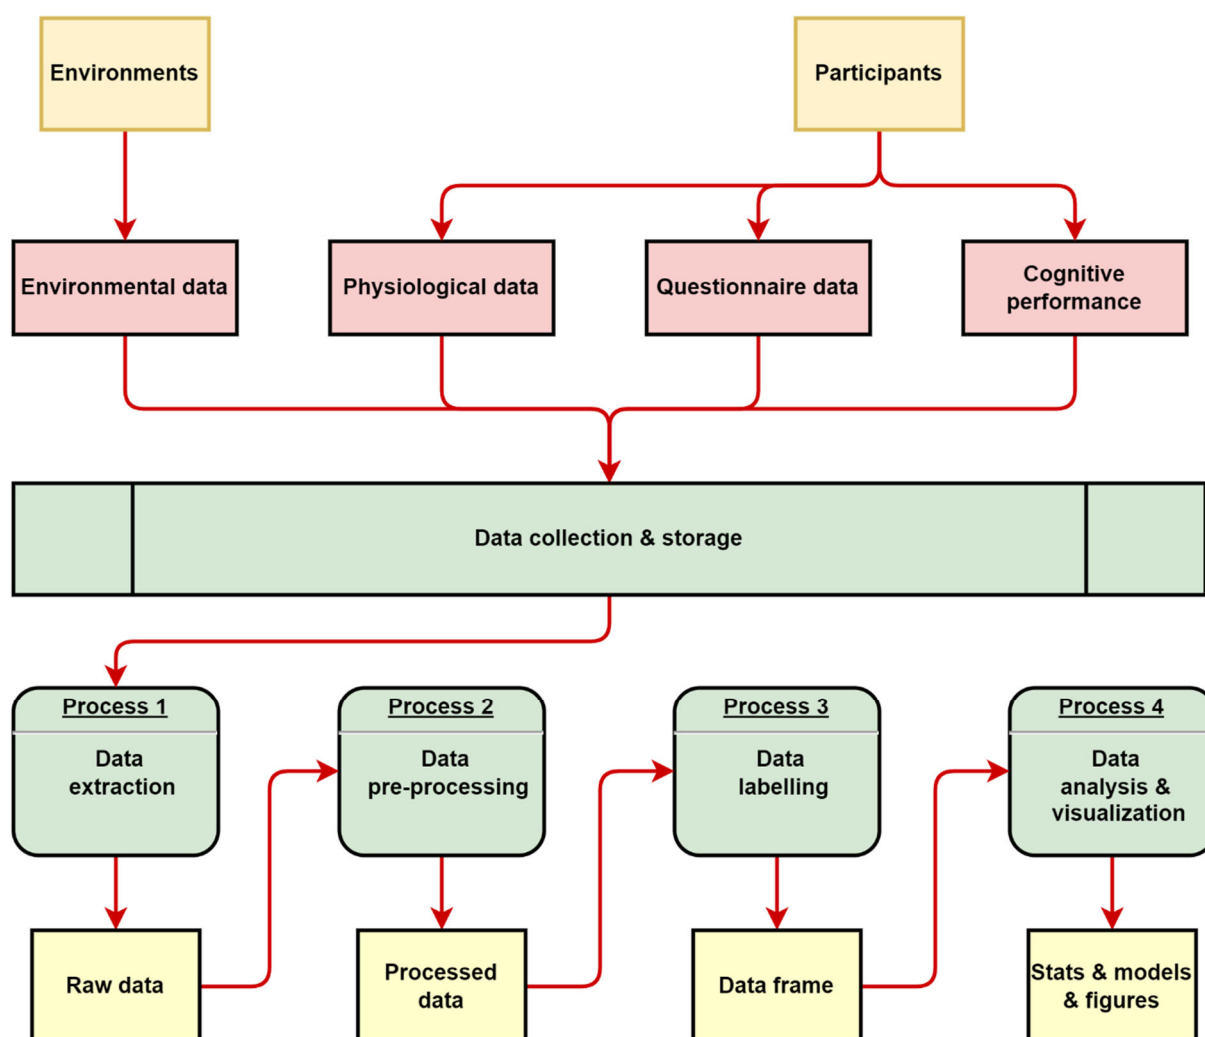 Environments
Participants
Environmental data
Physiological data
Questionnaire data
Cognitive
performance
Data collection & storage
Process 1
Data
extraction
Process 2
Data
pre-processing
Process 3
Data
labelling
Process 4
Data
analysis &
visualization
Raw data
Processed
data
Data frame
Stats & models
& figures